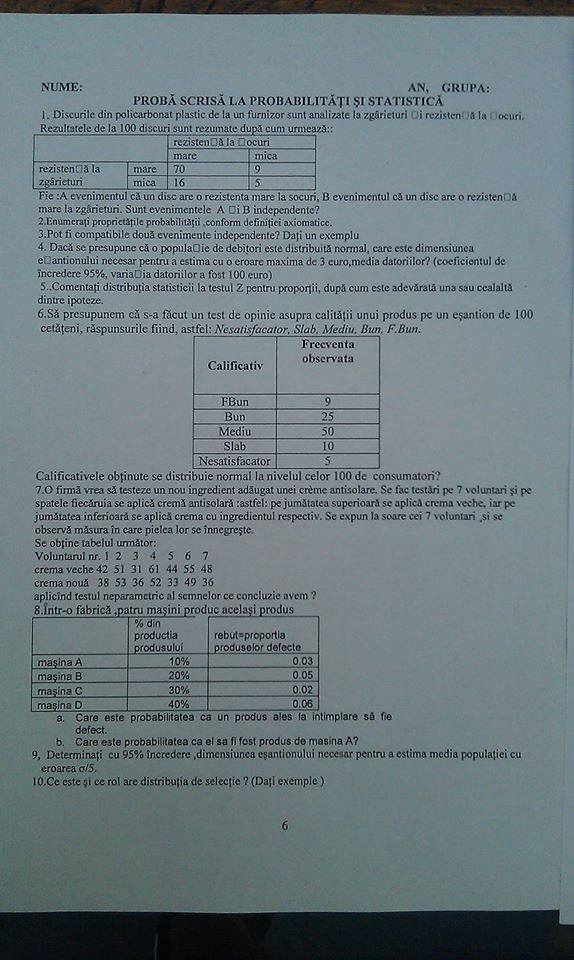 NUME: AN, GRUPA:
PROBĂ SCRISĂ LA PROBABILITĂŢI ŞI STATISTICĂ
1. Discurile din policarbonat plastic de la un furnizor sunt analizate la zgârieturi □i rezisten□ă la □ocuri.
Rezultatele de la 100 discuri sunt rezumate după cum urmează::
rezisten□ă la □ocuri
mare mica
rezisten□ă la mare 70 9
zgârieturi mica 16 5
Fie :A evenimentul că un disc are o rezistenta mare la socuri, B evenimentul că un disc are o rezisten□ă
mare la zgârieturi. Sunt evenimentele A □i B independente?
2.Enumeraţi proprietăţile probabilităţii ,conform definiţiei axiomatice.
3.Pot fi compatibile două evenimente independente? Daţi un exemplu
4. Dacă se presupune că o popula□ie de debitori este distribuită normal, care este dimensiunea
e□antionului necesar pentru a estima cu o eroare maxima de 3 euro,media datoriilor? (coeficientul de
încredere 95%, varia□ia datoriilor a fost 100 euro)
5..Comentaţi distribuţia statisticii la testul Z pentru proporţii, după cum este adevărată una sau cealaltă
dintre ipoteze.
6.Să presupunem că s-a făcut un test de opinie asupra calităţii unui produs pe un eşantion de 100
cetăţeni, răspunsurile fiind, astfel: Nesatisfacator, Slab, Mediu, Bun, F.Bun.
Calificativ Frecventa
observata
FBun 9
Bun 25
Mediu 50
Slab 10
Nesatisfacator 5
Calificativele obţinute se distribuie normal la nivelul celor 100 de consumatori?
7.O firmă vrea să testeze un nou ingredient adăugat unei crème antisolare. Se fac testări pe 7 voluntari şi pe
spatele fiecăruia se aplică cremă antisolară :astfel: pe jumătatea superioară se aplică crema veche, iar pe
jumătatea inferioară se aplică crema cu ingredientul respectiv. Se expun la soare cei 7 voluntari ,si se
observă măsura în care pielea lor se înnegreşte.
Se obţine tabelul următor:
Voluntarul nr. 1 2 3 4 5 6 7
crema veche 42 51 31 61 44 55 48
crema nouă 38 53 36 52 33 49 36
aplicînd testul neparametric al semnelor ce concluzie avem ?
8.Într-o fabrică ,patru maşini produc acelaşi produs
% din
productia
produsului
rebut=proportia
produselor defecte
maşina A 10% 0.03
maşina B 20% 0.05
maşina C 30% 0.02
maşina D 40% 0.06
a. Care este probabilitatea ca un produs ales la intimplare să fie
defect.
b. Care este probabilitatea ca el sa fi fost produs de masina A?
9, Determinaţi cu 95% încredere ,dimensiunea eşantionului necesar pentru a estima media populaţiei cu
eroarea σ/5.
10.Ce este şi ce rol are distribuţia de selecţie ? (Daţi exemple )
6